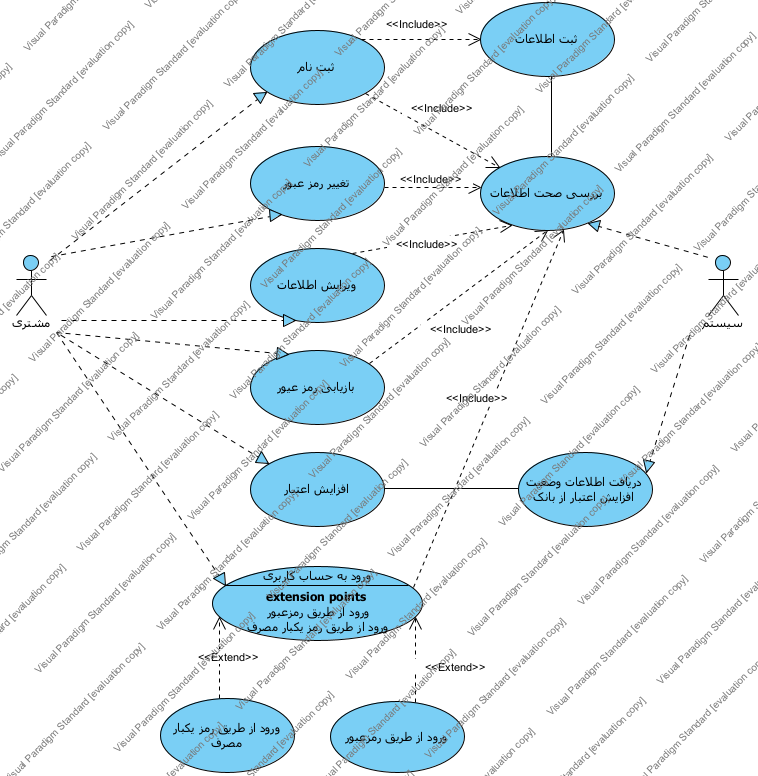 ثبت نام
<<Include>>
ثبت اطلاعات
<<Include>>
تغییر رمز عبور
<<Include>>
بررسی صحت اطلاعات
<<Include>>
ویرایش اطلاعات
مشتری
سیستم
<<Include>>
بازیابی رمز عبور
<<Include>>
افزایش اعتبار
دریافت اطلاعات وضعیت
افزایش اعتبار از بانک
ورود به حساب کاربری
extension points
ورود از طریق رمزعبور
ورود از طریق رمز یکبار مصرف
<<Extend>>
<<Extend>>
ورود از طریق رمز یکبار
مصرف
ورود از طریق رمزعبور
Visual Paradigm Standard [evaluation copy]